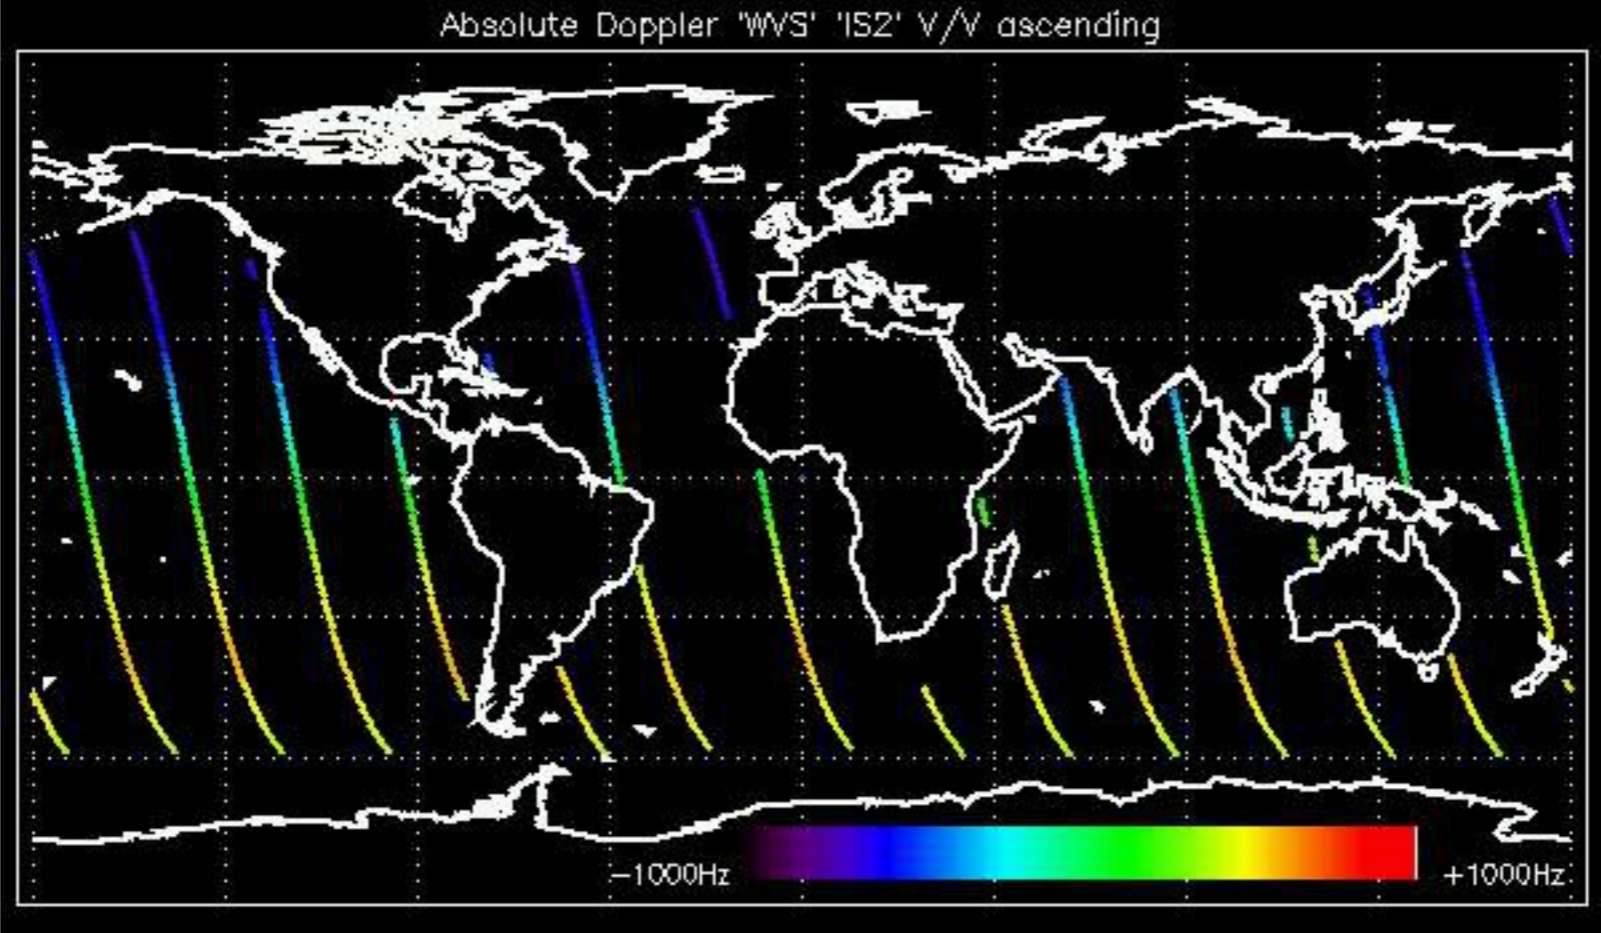 Absolute Doppler 'WVS' 'IS2' V/V ascending
-1000Hz +1000Hz